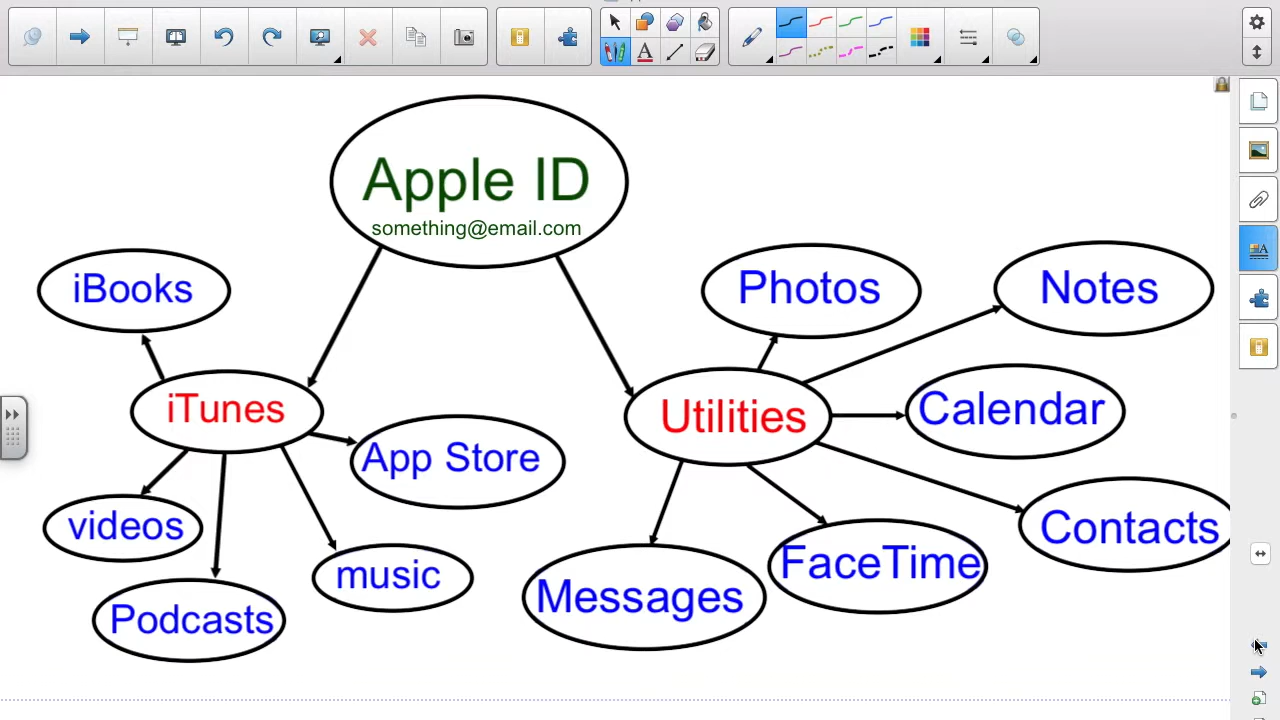 Apple ID
something@email.com
iBooks
Photos
Notes
iTunes
Utilities
Calendar
App Store
videos
Contacts
music
FaceTime
Messages
Podcasts